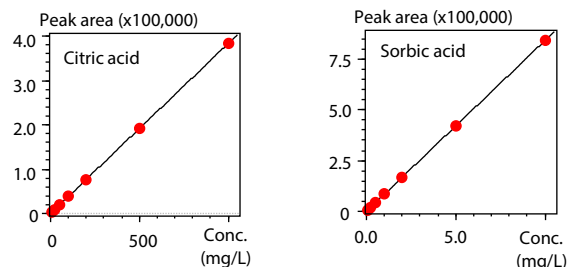 Peak area (x100,000)
Citric acid
4.0
3.0
2.0
1.0
0
0 500 Conc.
(mg/L)
Peak area (x100,000)
Sorbic acid
7.5
5.0
2.5
0
0.0 5.0 Conc.
(mg/L)